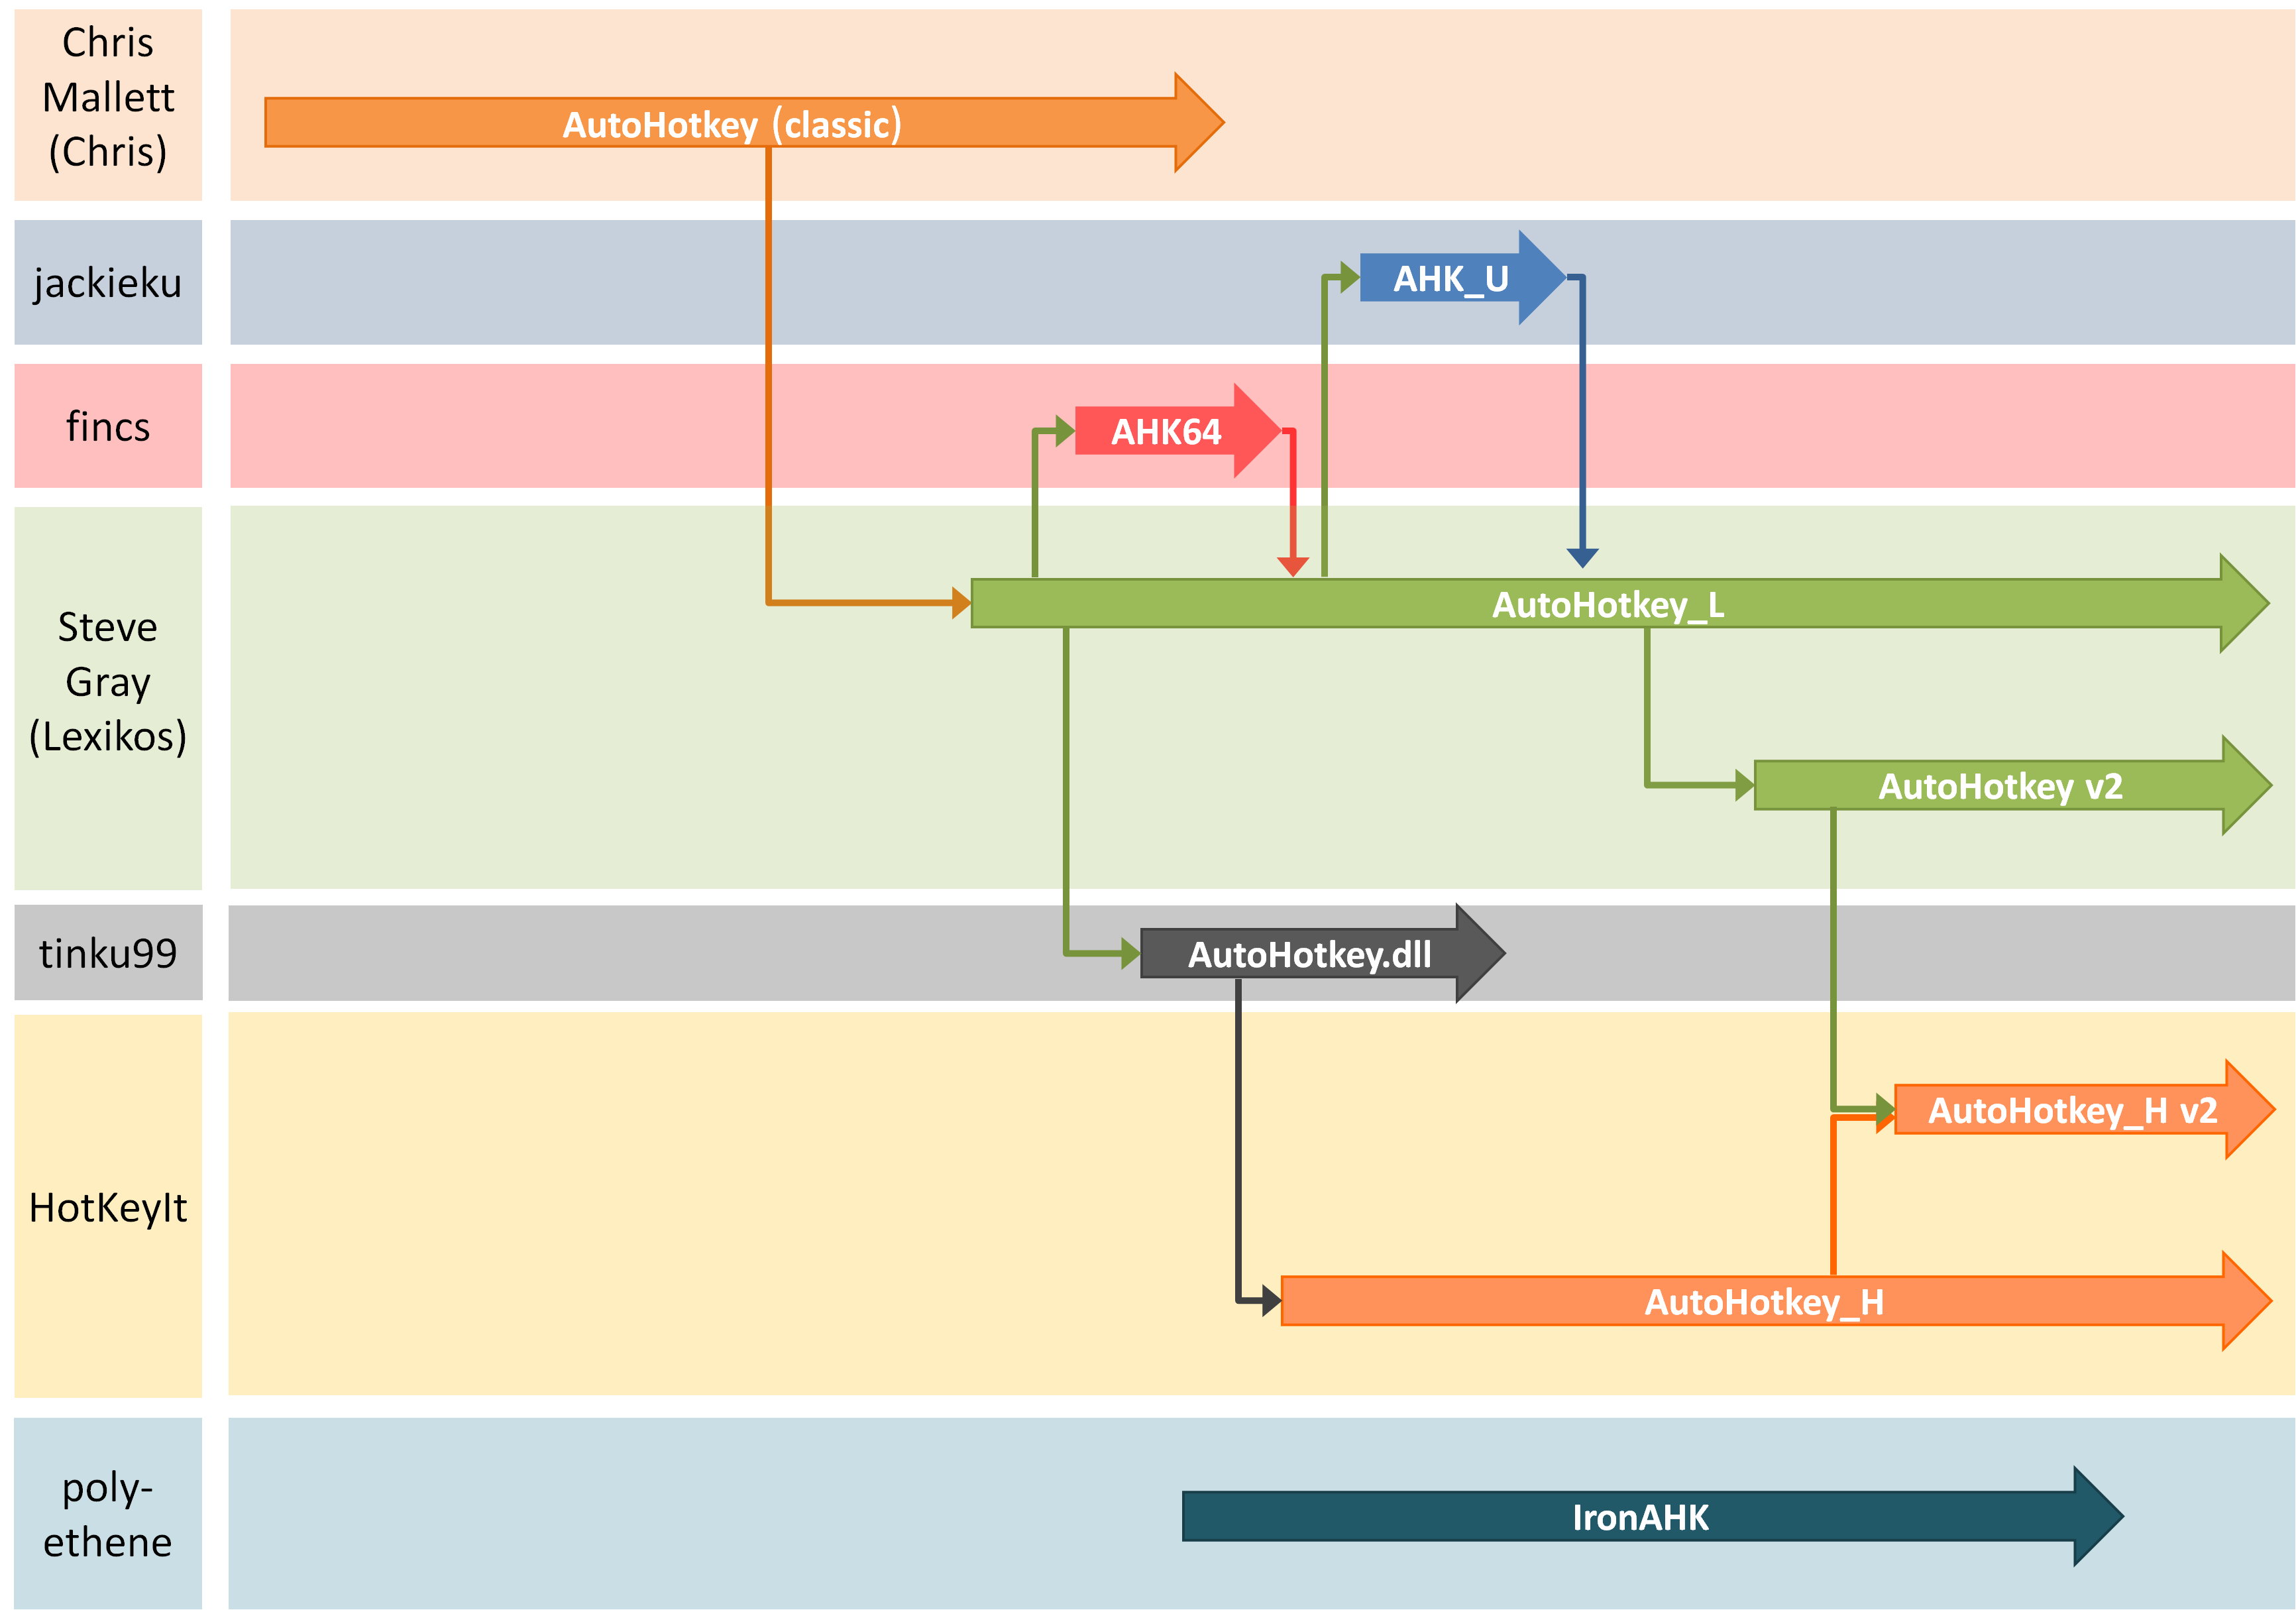 Chris
Mallett
(Chris)
AutoHotkey (classic)
jackieku
AHK_U
fincs
AHK64
Steve
Gray
(Lexikos)
AutoHotkey_L
AutoHotkey v2
tinku99
AutoHotkey.dll
HotKeyIt
AutoHotkey_H v2
AutoHotkey_H
poly-
ethene
IronAHK